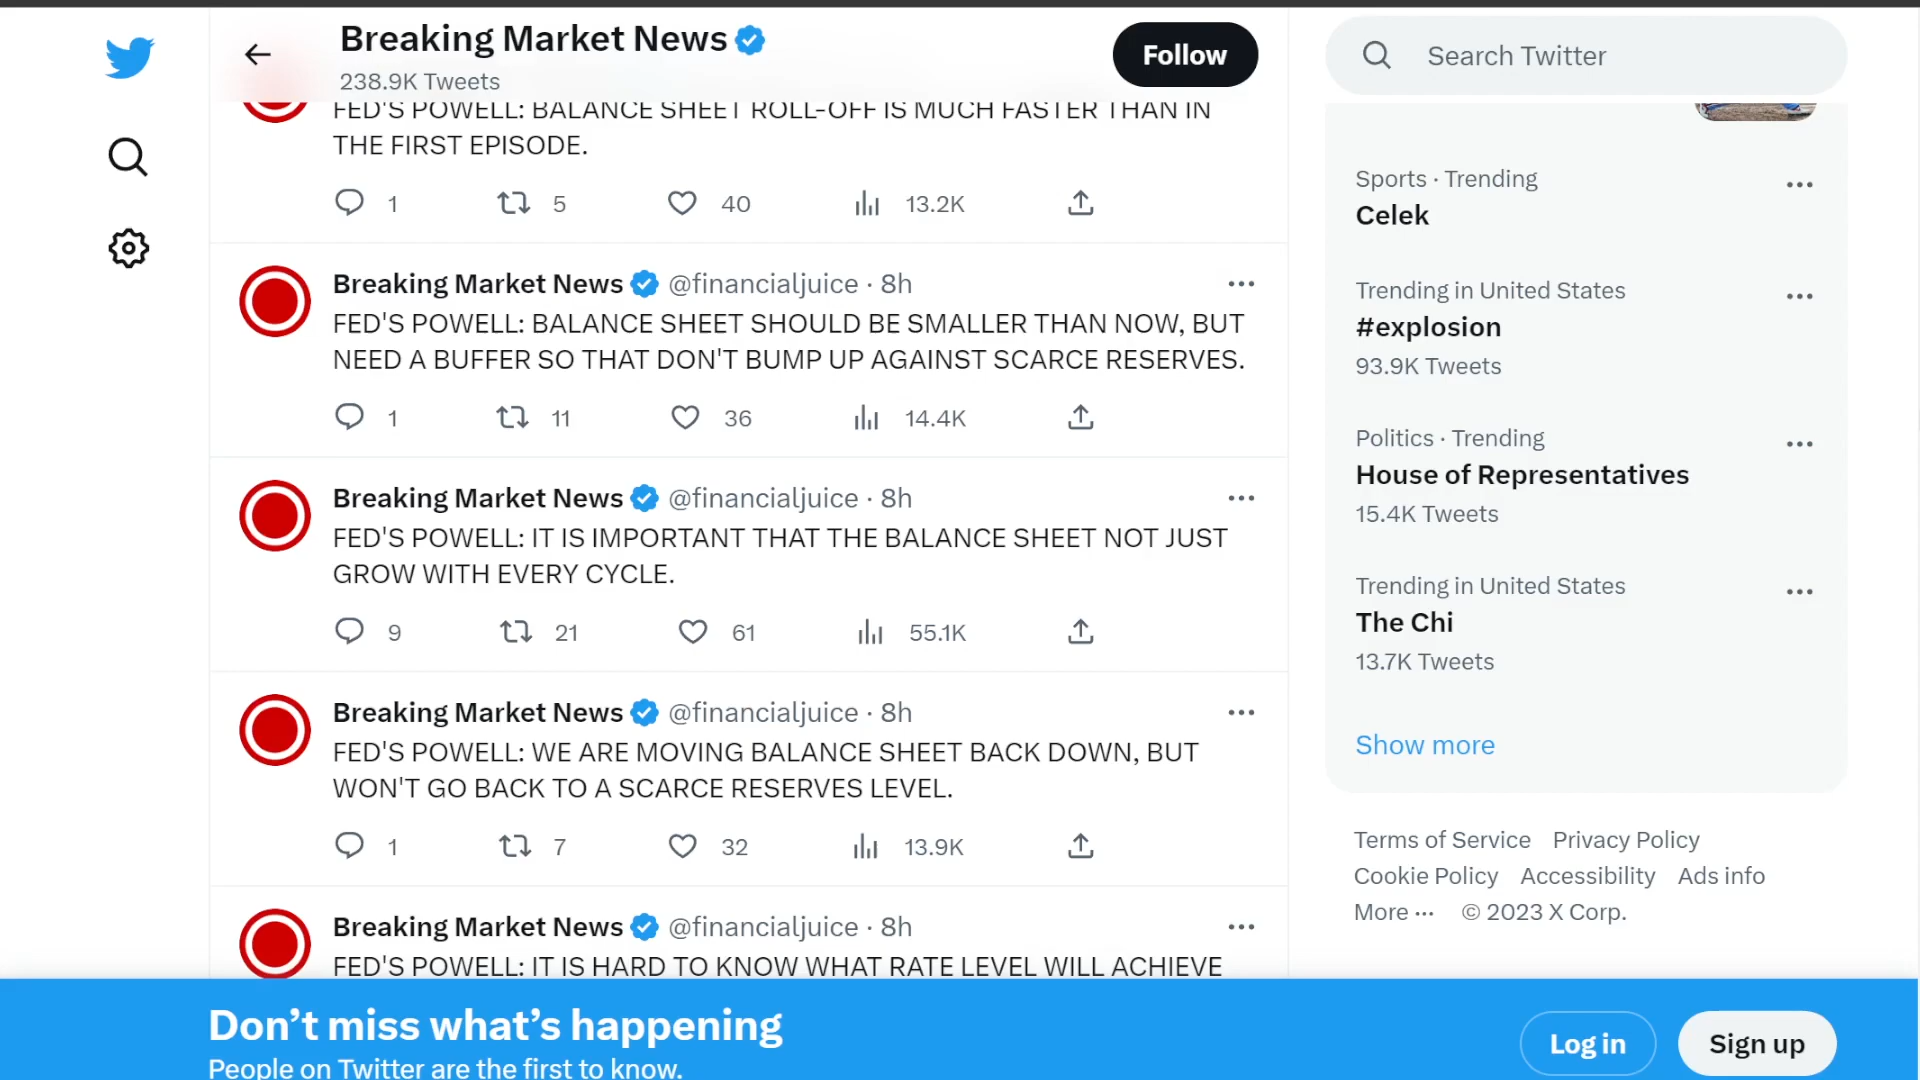 Breaking Market News
238.9K Tweets
Follow
Search Twitter
FED'S POWELL: BALANCE SHEET ROLL-OFF IS MUCH FASTER THAN IN
THE FIRST EPISODE.
1 5 40 13.2K
Breaking Market News @financialjuice · 8h
FED'S POWELL: BALANCE SHEET SHOULD BE SMALLER THAN NOW, BUT
NEED A BUFFER SO THAT DON'T BUMP UP AGAINST SCARCE RESERVES.
1 11 36 14.4K
Breaking Market News @financialjuice · 8h
FED'S POWELL: IT IS IMPORTANT THAT THE BALANCE SHEET NOT JUST
GROW WITH EVERY CYCLE.
9 21 61 55.1K
Breaking Market News @financialjuice · 8h
FED'S POWELL: WE ARE MOVING BALANCE SHEET BACK DOWN, BUT
WON'T GO BACK TO A SCARCE RESERVES LEVEL.
1 7 32 13.9K
Breaking Market News @financialjuice · 8h
FED'S POWELL: IT IS HARD TO KNOW WHAT RATE LEVEL WILL ACHIEVE
Sports · Trending
Celek
Trending in United States
#explosion
93.9K Tweets
Politics · Trending
House of Representatives
15.4K Tweets
Trending in United States
The Chi
13.7K Tweets
Show more
Terms of Service Privacy Policy
Cookie Policy Accessibility Ads info
More ··· © 2023 X Corp.
Don’t miss what’s happening
People on Twitter are the first to know.
Log in
Sign up